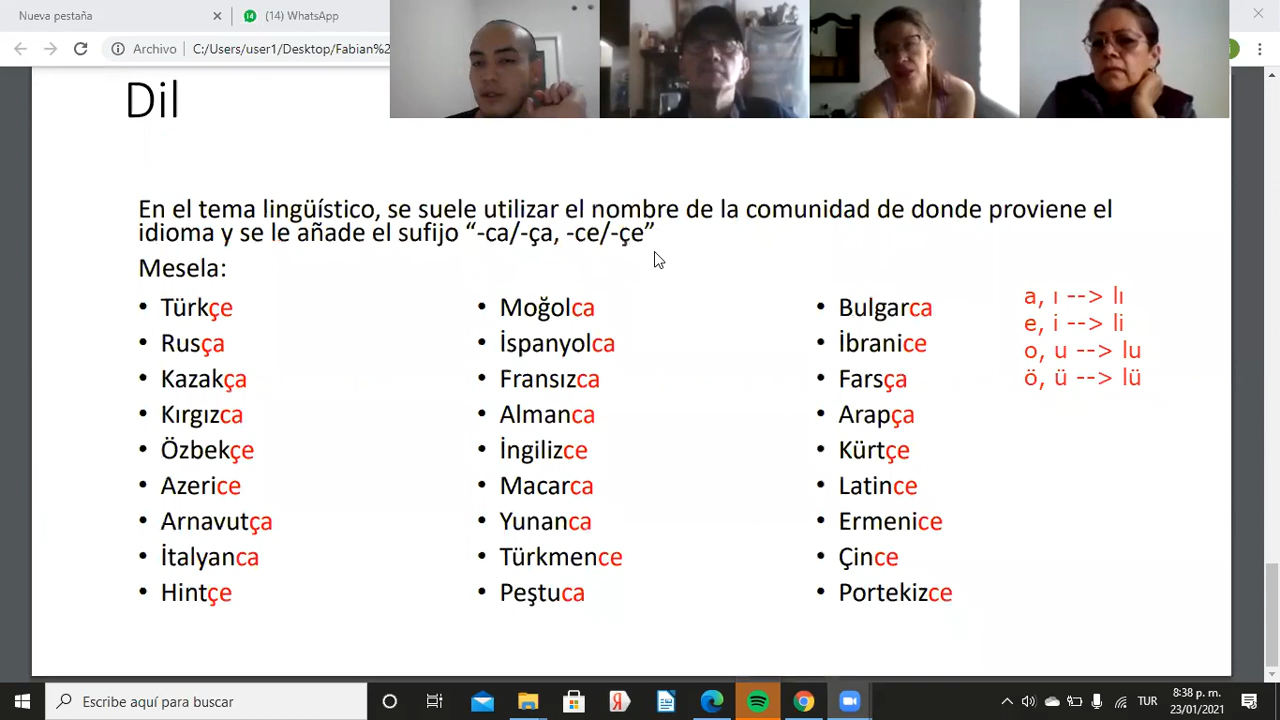 Nueva pestaña
(14) WhatsApp
Archivo
C:/Users/user1/Desktop/Fabian%2
Dil
En el tema lingüístico, se suele utilizar el nombre de la comunidad de donde proviene el
idioma y se le añade el sufijo “-ca/-ça, -ce/-çe”
Mesela:
• Türkçe
• Rusça
• Kazakça
• Kırgızca
• Özbekçe
• Azerice
• Arnavutça
• İtalyanca
• Hintçe
• Moğolca
• İspanyolca
• Fransızca
• Almanca
• İngilizce
• Macarca
• Yunanca
• Türkmence
• Peştuca
• Bulgarca
• İbranice
• Farsça
• Arapça
• Kürtçe
• Latince
• Ermenice
• Çince
• Portekizce
a, ı --> lı
e, i --> li
o, u --> lu
ö, ü --> lü
Escribe aquí para buscar
TUR
8:38 p. m.
23/01/2021